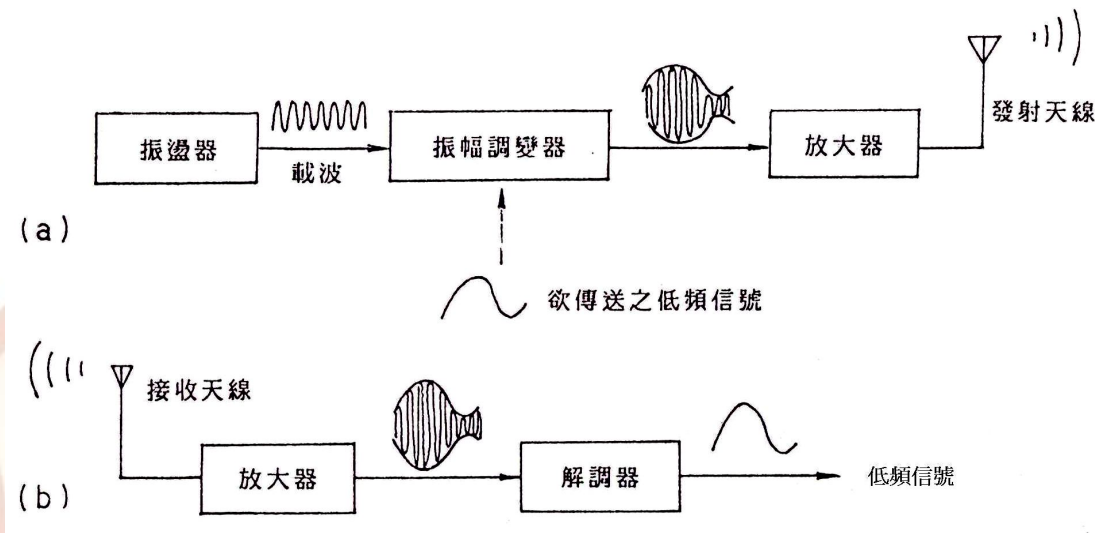 振盪器
載波
振幅調變器
放大器
發射天線
(a)
欲傳送之低頻信號
接收天線
放大器
解調器
低頻信號
(b)